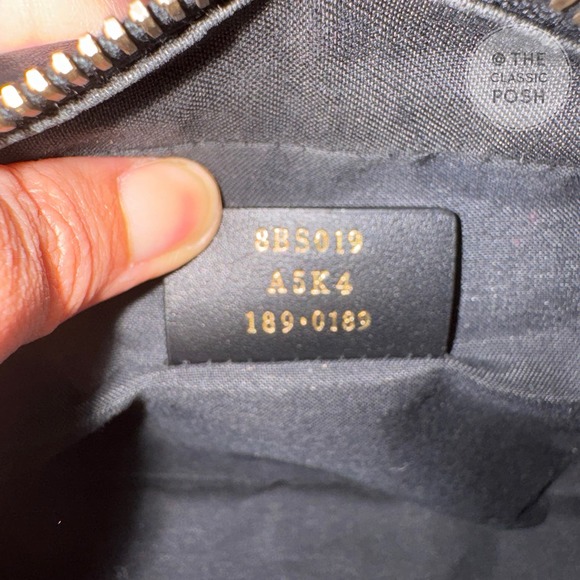 © THE
CLASSIC
POSH
8BS019
A5K4
189·0189